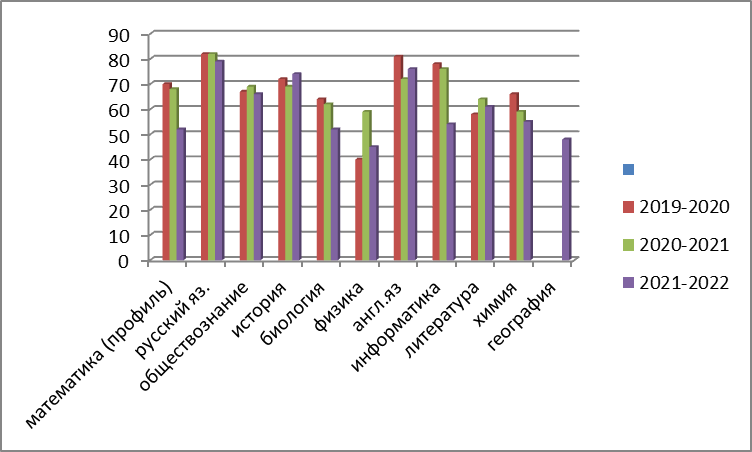 90
80
70
60
50
40
30
20
10
0
математика (профиль)
русский яз.
обществознание
история
биология
физика
англ.яз
информатика
литература
химия
география
2019-2020
2020-2021
2021-2022